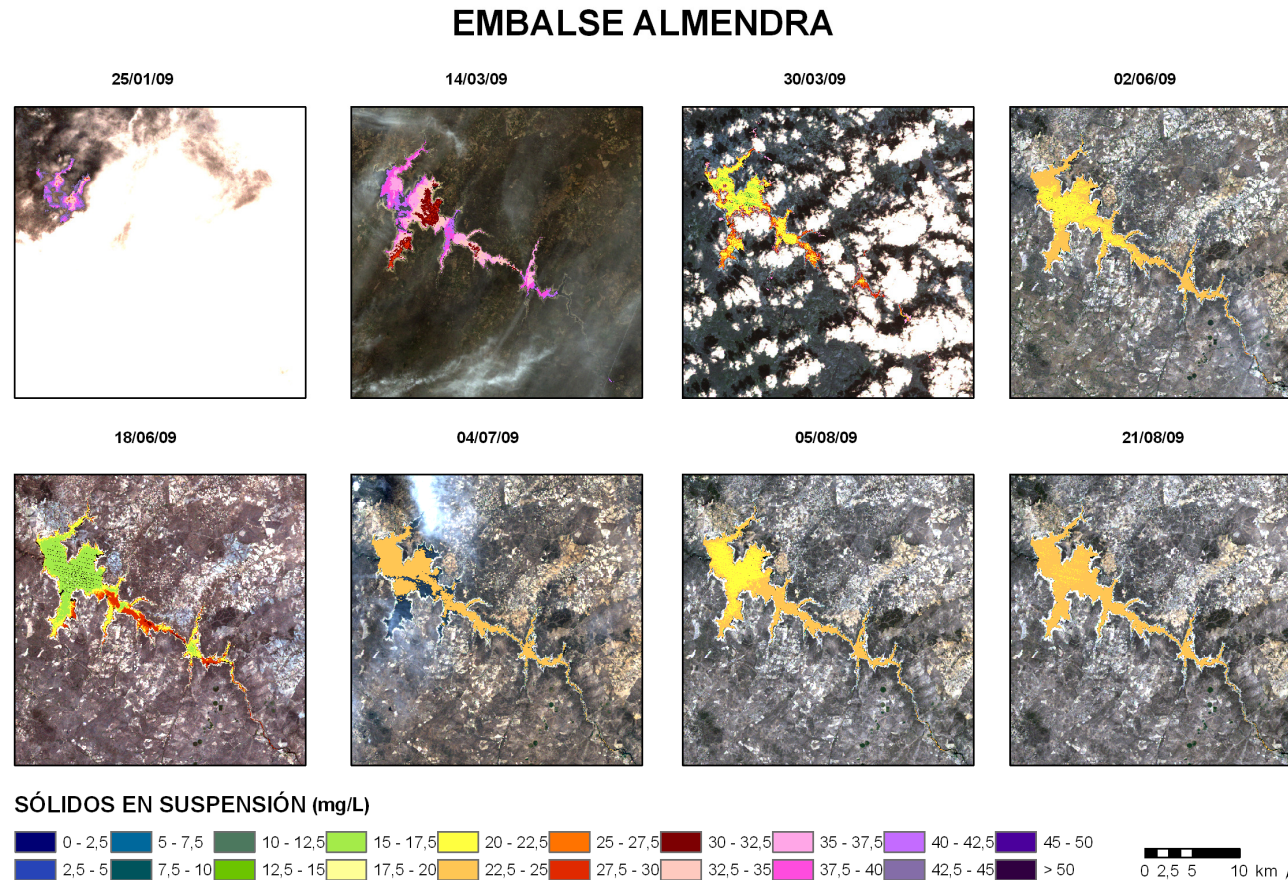 EMBALSE ALMENDRA
25/01/09 14/03/09 30/03/09 02/06/09
18/06/09 04/07/09 05/08/09 21/08/09
SÓLIDOS EN SUSPENSIÓN (mg/L)
0 - 2,5 5 - 7,5 10 - 12,5 15 - 17,5 20 - 22,5 25 - 27,5 30 - 32,5 35 - 37,5 40 - 42,5 45 - 50
2,5 - 5 7,5 - 10 12,5 - 15 17,5 - 20 22,5 - 25 27,5 - 30 32,5 - 35 37,5 - 40 42,5 - 45 > 50
0 2,5 5 10 km